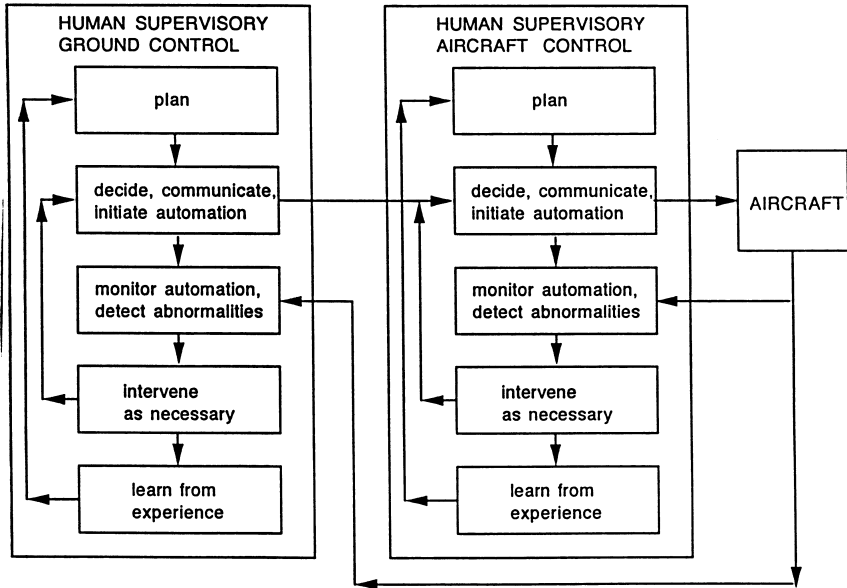 HUMAN SUPERVISORY
GROUND CONTROL
plan
decide, communicate,
initiate automation
monitor automation,
detect abnormalities
intervene
as necessary
learn from
experience
HUMAN SUPERVISORY
AIRCRAFT CONTROL
plan
decide, communicate,
initiate automation
monitor automation,
detect abnormalities
intervene
as necessary
learn from
experience
AIRCRAFT